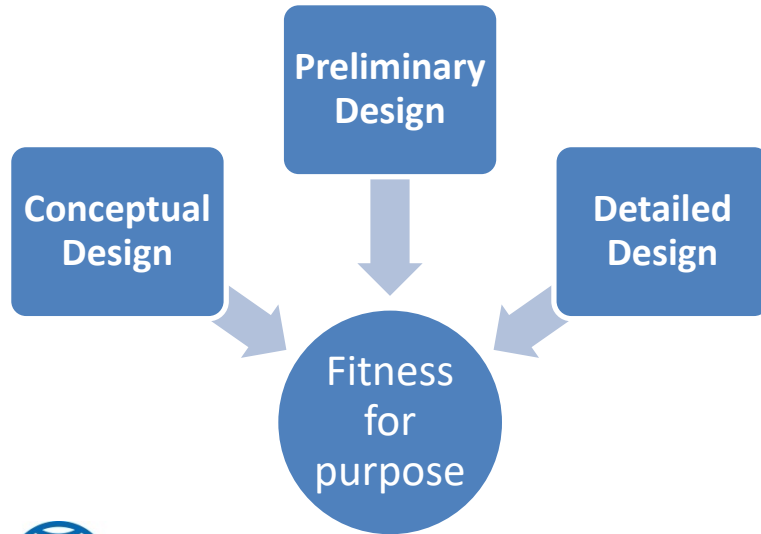 Preliminary
Design
Conceptual
Design
Detailed
Design
Fitness
for
purpose